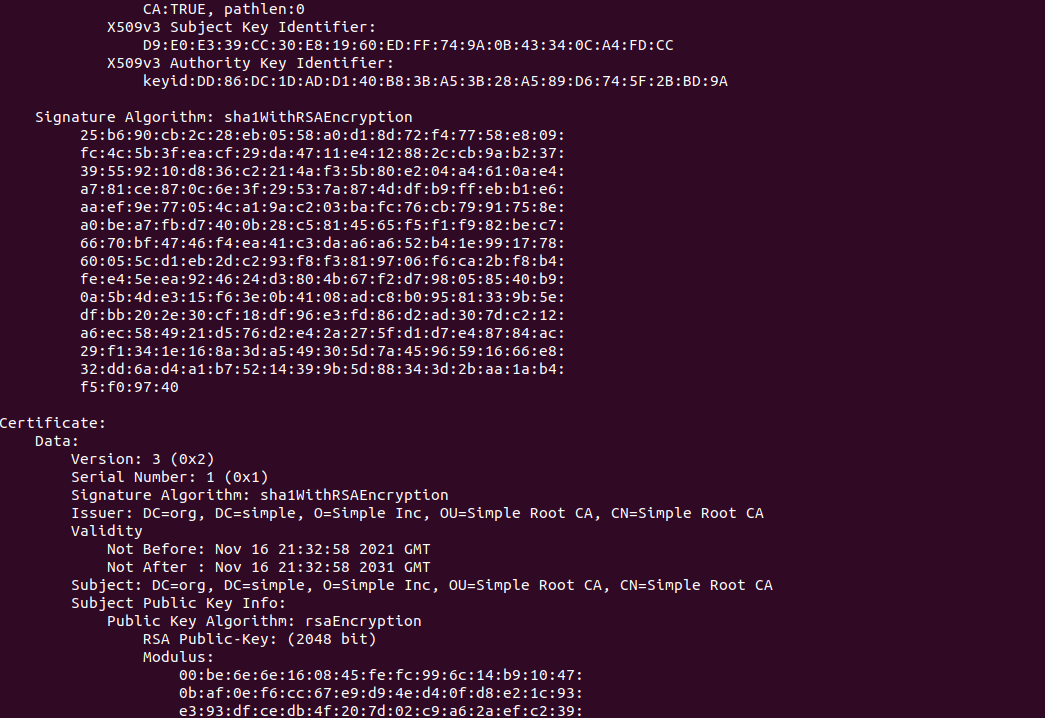 CA:TRUE, pathlen:0
X509v3 Subject Key Identifier:
D9:E0:E3:39:CC:30:E8:19:60:ED:FF:74:9A:0B:43:34:0C:A4:FD:CC
X509v3 Authority Key Identifier:
keyid:DD:86:DC:1D:AD:D1:40:B8:3B:A5:3B:28:A5:89:D6:74:5F:2B:BD:9A
Signature Algorithm: sha1WithRSAEncryption
25:b6:90:cb:2c:28:eb:05:58:a0:d1:8d:72:f4:77:58:e8:09:
fc:4c:5b:3f:ea:cf:29:da:47:11:e4:12:88:2c:cb:9a:b2:37:
39:55:92:10:d8:36:c2:21:4a:f3:5b:80:e2:04:a4:61:0a:e4:
a7:81:ce:87:0c:6e:3f:29:53:7a:87:4d:df:b9:ff:eb:b1:e6:
aa:ef:9e:77:05:4c:a1:9a:c2:03:ba:fc:76:cb:79:91:75:8e:
a0:be:a7:fb:d7:40:0b:28:c5:81:45:65:f5:f1:f9:82:be:c7:
66:70:bf:47:46:f4:ea:41:c3:da:a6:a6:52:b4:1e:99:17:78:
60:05:5c:d1:eb:2d:c2:93:f8:f3:81:97:06:f6:ca:2b:f8:b4:
fe:e4:5e:ea:92:46:24:d3:80:4b:67:f2:d7:98:05:85:40:b9:
0a:5b:4d:e3:15:f6:3e:0b:41:08:ad:c8:b0:95:81:33:9b:5e:
df:bb:20:2e:30:cf:18:df:96:e3:fd:86:d2:ad:30:7d:c2:12:
a6:ec:58:49:21:d5:76:d2:e4:2a:27:5f:d1:d7:e4:87:84:ac:
29:f1:34:1e:16:8a:3d:a5:49:30:5d:7a:45:96:59:16:66:e8:
32:dd:6a:d4:a1:b7:52:14:39:9b:5d:88:34:3d:2b:aa:1a:b4:
f5:f0:97:40
Certificate:
Data:
Version: 3 (0x2)
Serial Number: 1 (0x1)
Signature Algorithm: sha1WithRSAEncryption
Issuer: DC=org, DC=simple, O=Simple Inc, OU=Simple Root CA, CN=Simple Root CA
Validity
Not Before: Nov 16 21:32:58 2021 GMT
Not After : Nov 16 21:32:58 2031 GMT
Subject: DC=org, DC=simple, O=Simple Inc, OU=Simple Root CA, CN=Simple Root CA
Subject Public Key Info:
Public Key Algorithm: rsaEncryption
RSA Public-Key: (2048 bit)
Modulus:
00:be:6e:6e:16:08:45:fe:fc:99:6c:14:b9:10:47:
0b:af:0e:f6:cc:67:e9:d9:4e:d4:0f:d8:e2:1c:93:
e3:93:df:ce:db:4f:20:7d:02:c9:a6:2a:ef:c2:39: